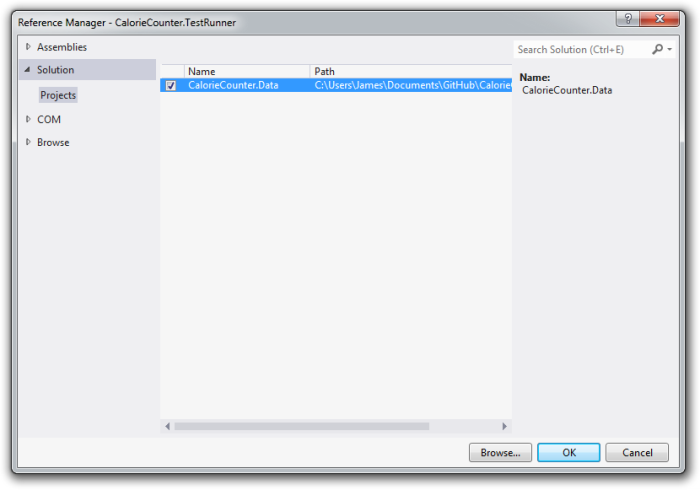 Reference Manager - CalorieCounter.TestRunner
Assemblies
Search Solution (Ctrl+E)
Solution
Name
Path
Name:
CalorieCounter.Data
C:\Users\James\Documents\GitHub\Calorie
CalorieCounter.Data
Projects
COM
Browse
Browse...
OK
Cancel